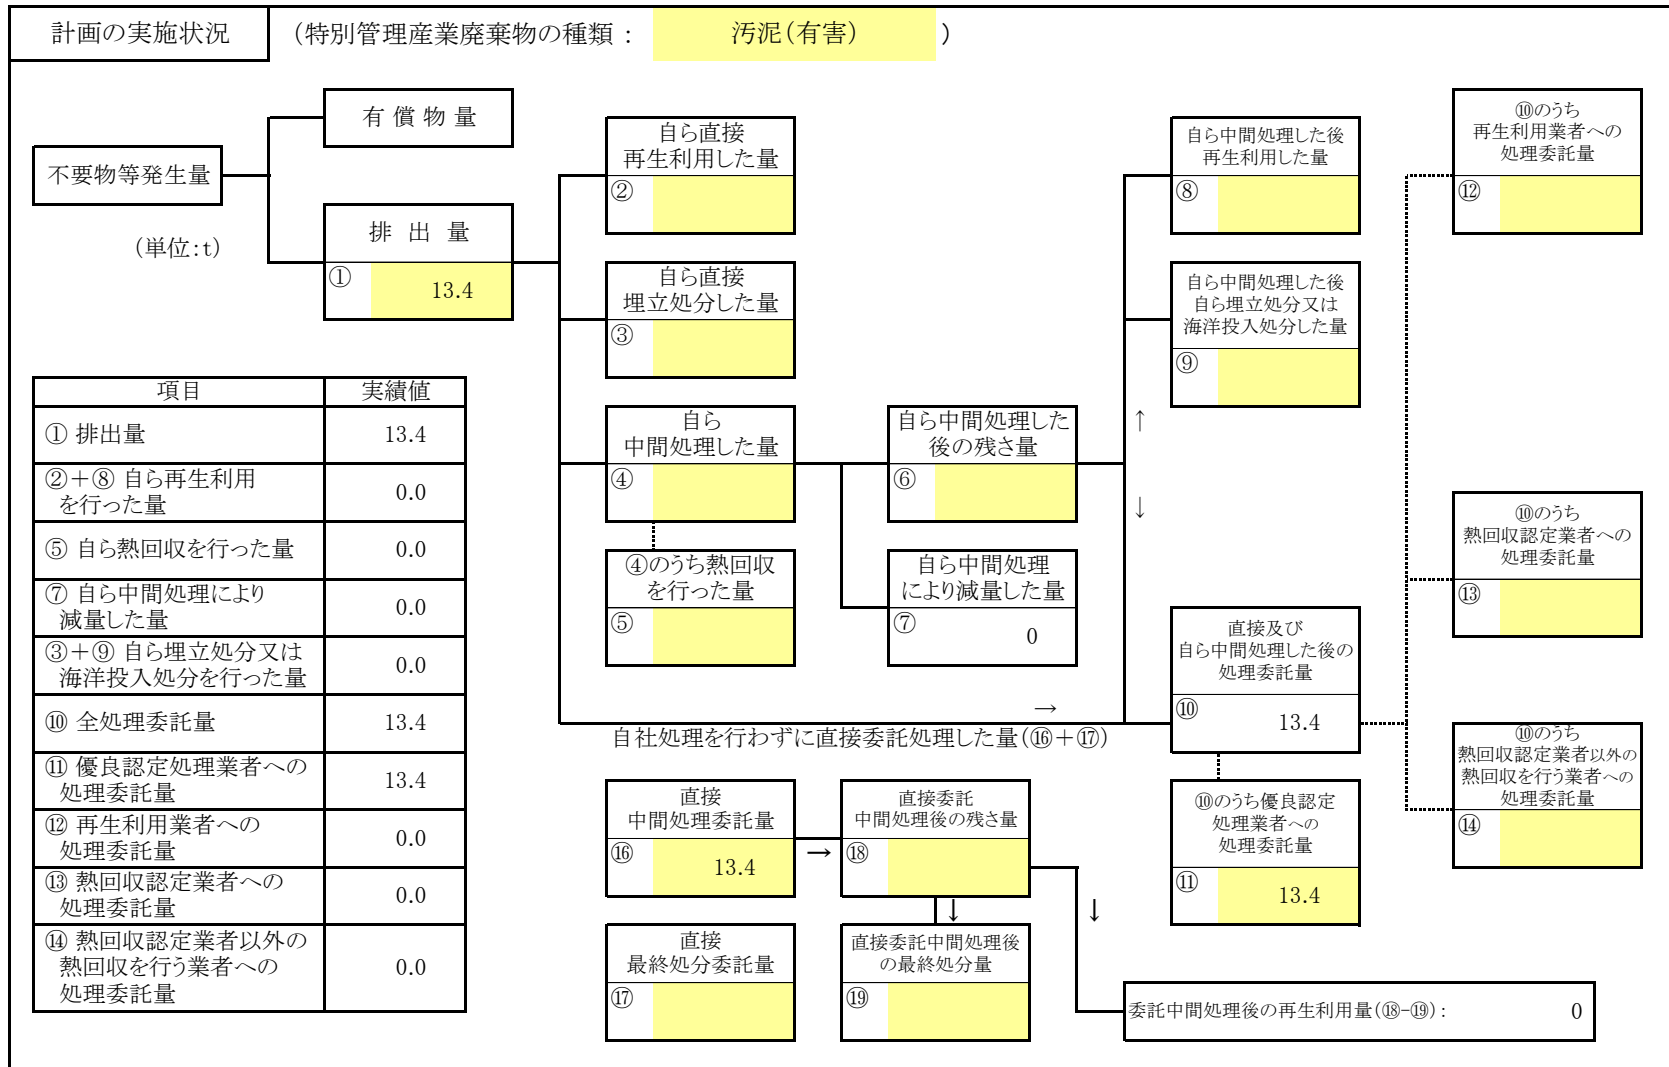 計画の実施状況
（特別管理産業廃棄物の種類： 汚泥（有害） ）
不要物等発生量
（単位：t）
有 償 物 量
排 出 量
① 13.4
自ら直接
再生利用した量
②
自ら直接
埋立処分した量
③
自ら
中間処理した量
④
④のうち熱回収
を行った量
⑤
自ら中間処理した
後の残さ量
⑥
自ら中間処理
により減量した量
⑦ 0
自ら中間処理した後
再生利用した量
⑧
自ら中間処理した後
自ら埋立処分又は
海洋投入処分した量
⑨
↑
↓
→
自社処理を行わずに直接委託処理した量（⑯＋⑰）
直接及び
自ら中間処理した後の
処理委託量
⑩ 13.4
⑩のうち優良認定
処理業者への
処理委託量
⑪ 13.4
⑩のうち
再生利用業者への
処理委託量
⑫
⑩のうち
熱回収認定業者への
処理委託量
⑬
⑩のうち
熱回収認定業者以外の
熱回収を行う業者への
処理委託量
⑭
直接
中間処理委託量
⑯ 13.4
→
直接委託
中間処理後の残さ量
⑱
↓
↓
直接
最終処分委託量
⑰
直接委託中間処理後
の最終処分量
⑲
委託中間処理後の再生利用量（⑱−⑲）： 0
項目 実績値
① 排出量 13.4
②＋⑧ 自ら再生利用
を行った量 0.0
⑤ 自ら熱回収を行った量 0.0
⑦ 自ら中間処理により
減量した量 0.0
③＋⑨ 自ら埋立処分又は
海洋投入処分を行った量 0.0
⑩ 全処理委託量 13.4
⑪ 優良認定処理業者への
処理委託量 13.4
⑫ 再生利用業者への
処理委託量 0.0
⑬ 熱回収認定業者への
処理委託量 0.0
⑭ 熱回収認定業者以外の
熱回収を行う業者への
処理委託量 0.0